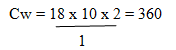 Cw = 18 x 10 x 2 = 360
1